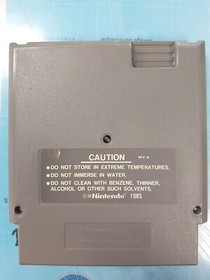 CAUTION REV-A
● DO NOT STORE IN EXTREME TEMPERATURES.
● DO NOT IMMERSE IN WATER.
● DO NOT CLEAN WITH BENZENE, THINNER,
ALCOHOL OR OTHER SUCH SOLVENTS.
©Nintendo 1985